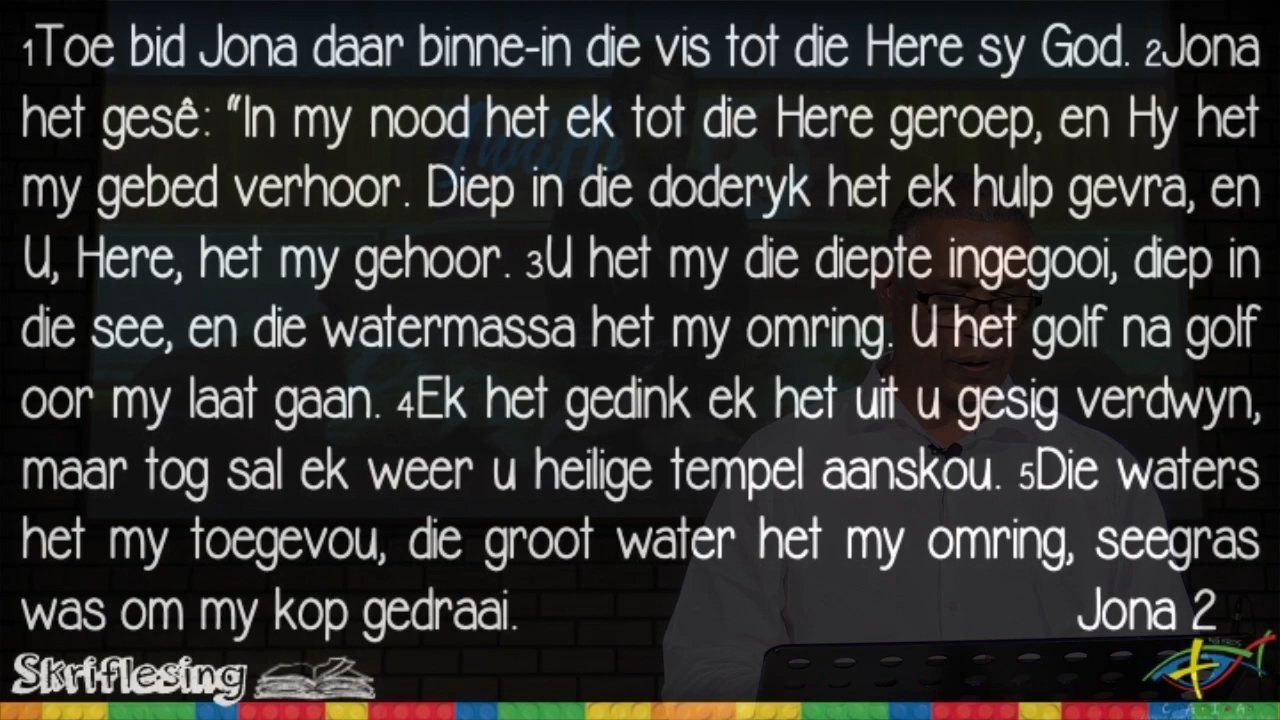 1Toe bid Jona daar binne-in die vis tot die Here sy God. 2Jona
het gesê: “In my nood het ek tot die Here geroep, en Hy het
my gebed verhoor. Diep in die doderyk het ek hulp gevra, en
U, Here, het my gehoor. 3U het my die diepte ingegooi, diep in
die see, en die watermassa het my omring. U het golf na golf
oor my laat gaan. 4Ek het gedink ek het uit u gesig verdwyn,
maar tog sal ek weer u heilige tempel aanskou. 5Die waters
het my toegevou, die groot water het my omring, seegras
was om my kop gedraai.
Jona 2
Skriflesing